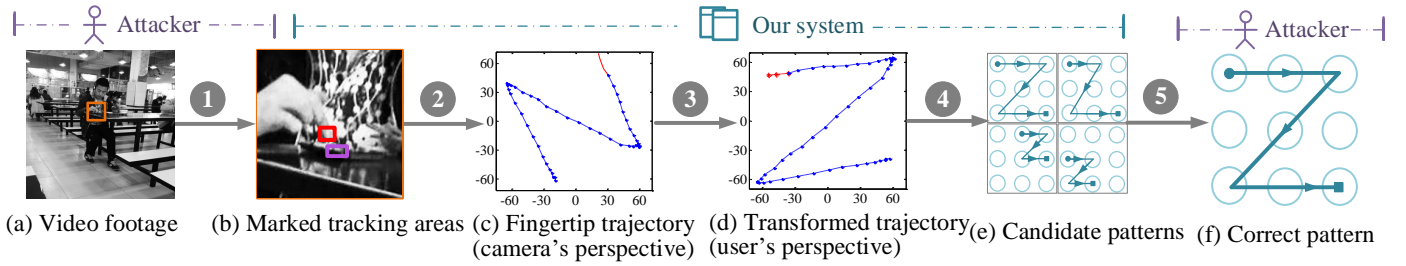 Attacker
Our system
Attacker
1
2
3
4
5
60
30
0
-30
-60
-60 -30 0 30 60
60
30
0
-30
-60
-60 -30 0 30 60
(a) Video footage
(b) Marked tracking areas
(c) Fingertip trajectory
(camera's perspective)
(d) Transformed trajectory
(user's perspective)
(e) Candidate patterns
(f) Correct pattern